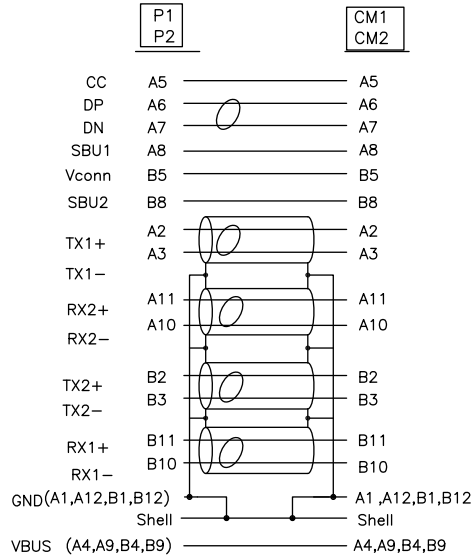 P1 CM1
P2 CM2
CC A5 A5
DP A6 A6
DN A7 A7
SBU1 A8 A8
Vconn B5 B5
SBU2 B8 B8
TX1+ A2 A2
TX1− A3 A3
RX2+ A11 A11
RX2− A10 A10
TX2+ B2 B2
TX2− B3 B3
RX1+ B11 B11
RX1− B10 B10
GND(A1,A12,B1,B12) A1 ,A12,B1,B12
Shell Shell
VBUS (A4,A9,B4,B9) A4,A9,B4,B9